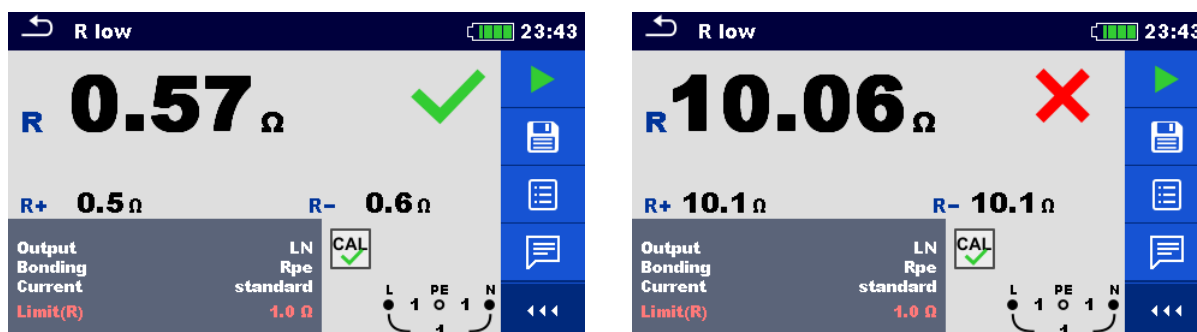 R low 23:43
R 0.57 Ω
R+ 0.5 Ω R- 0.6 Ω
Output LN
Bonding Rpe
Current standard
Limit(R) 1.0 Ω
CAL
L PE N
1 1
1
R low 23:43
R 10.06 Ω
R+ 10.1 Ω R- 10.1 Ω
Output LN
Bonding Rpe
Current standard
Limit(R) 1.0 Ω
CAL
L PE N
1 1
1